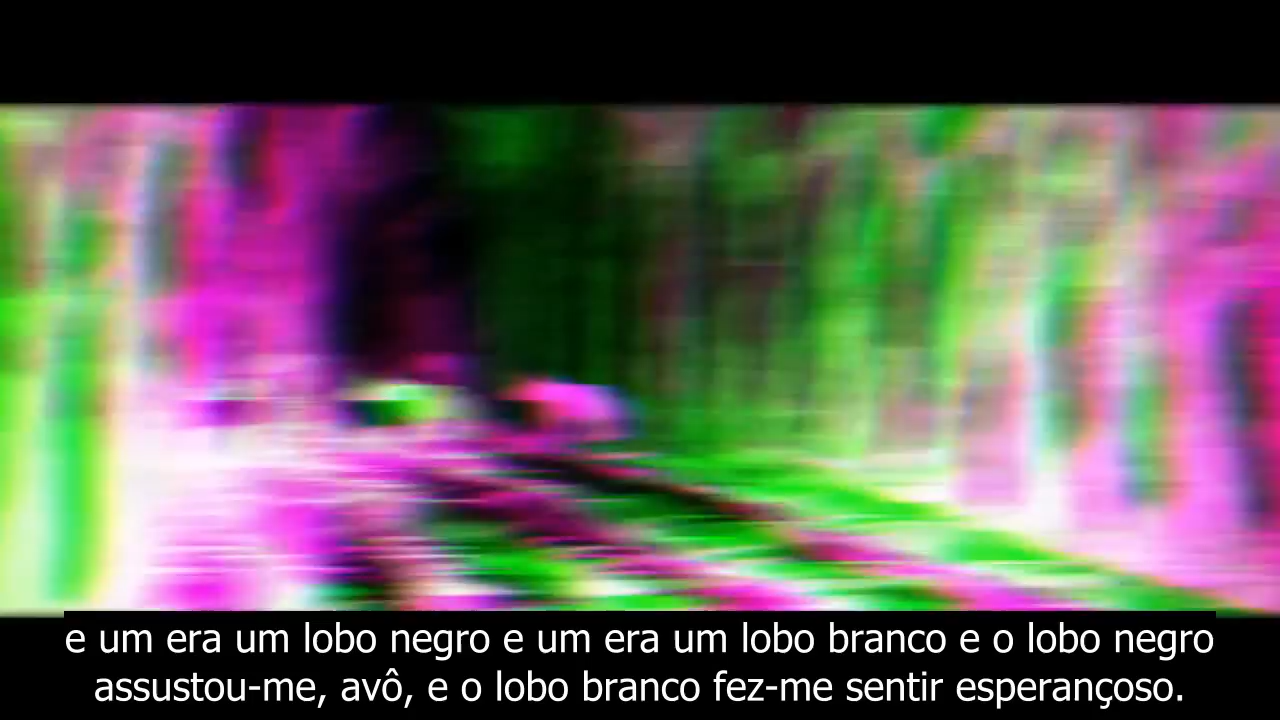 e um era um lobo negro e um era um lobo branco e o lobo negro
assustou-me, avô, e o lobo branco fez-me sentir esperançoso.